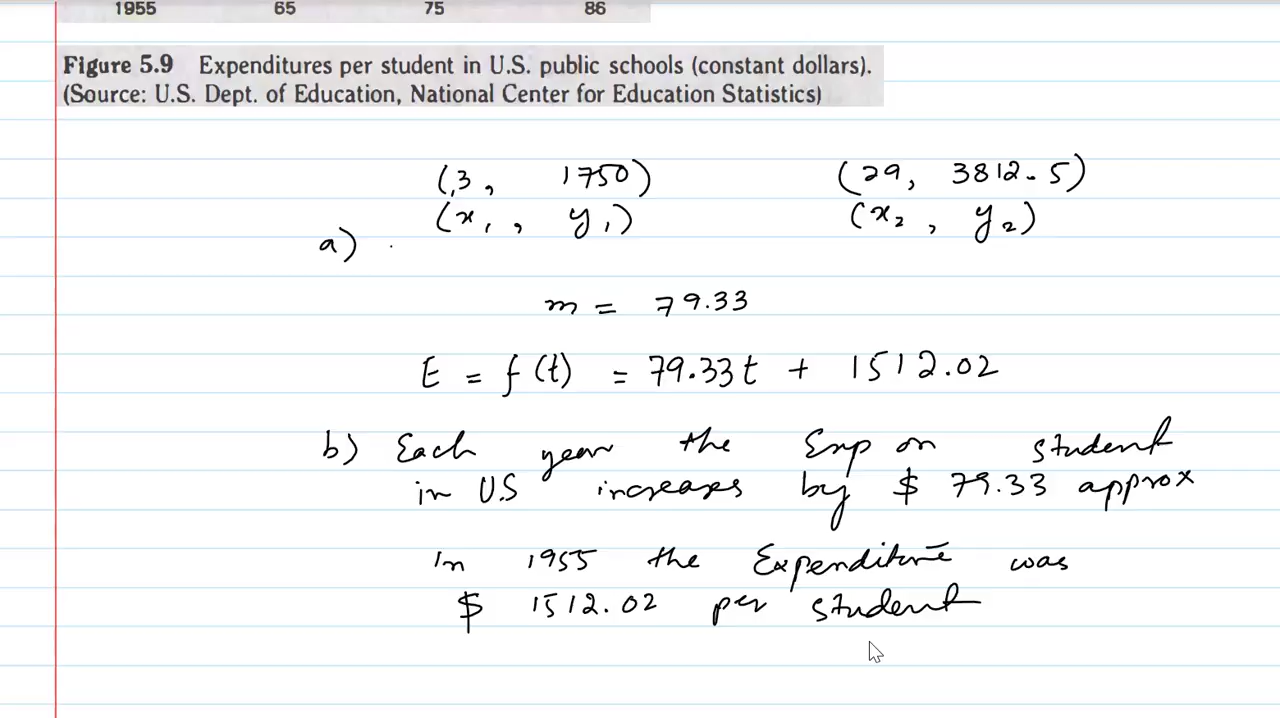 1955 65 75 86
Figure 5.9 Expenditures per student in U.S. public schools (constant dollars).
(Source: U.S. Dept. of Education, National Center for Education Statistics)
(3, 1750) (29, 3812.5)
(x₁, y₁) (x₂, y₂)
a)
m = 79.33
E = f(t) = 79.33t + 1512.02
b) Each year the Exp on student
in U.S increases by $ 79.33 approx
In 1955 the Expenditure was
$ 1512.02 per student